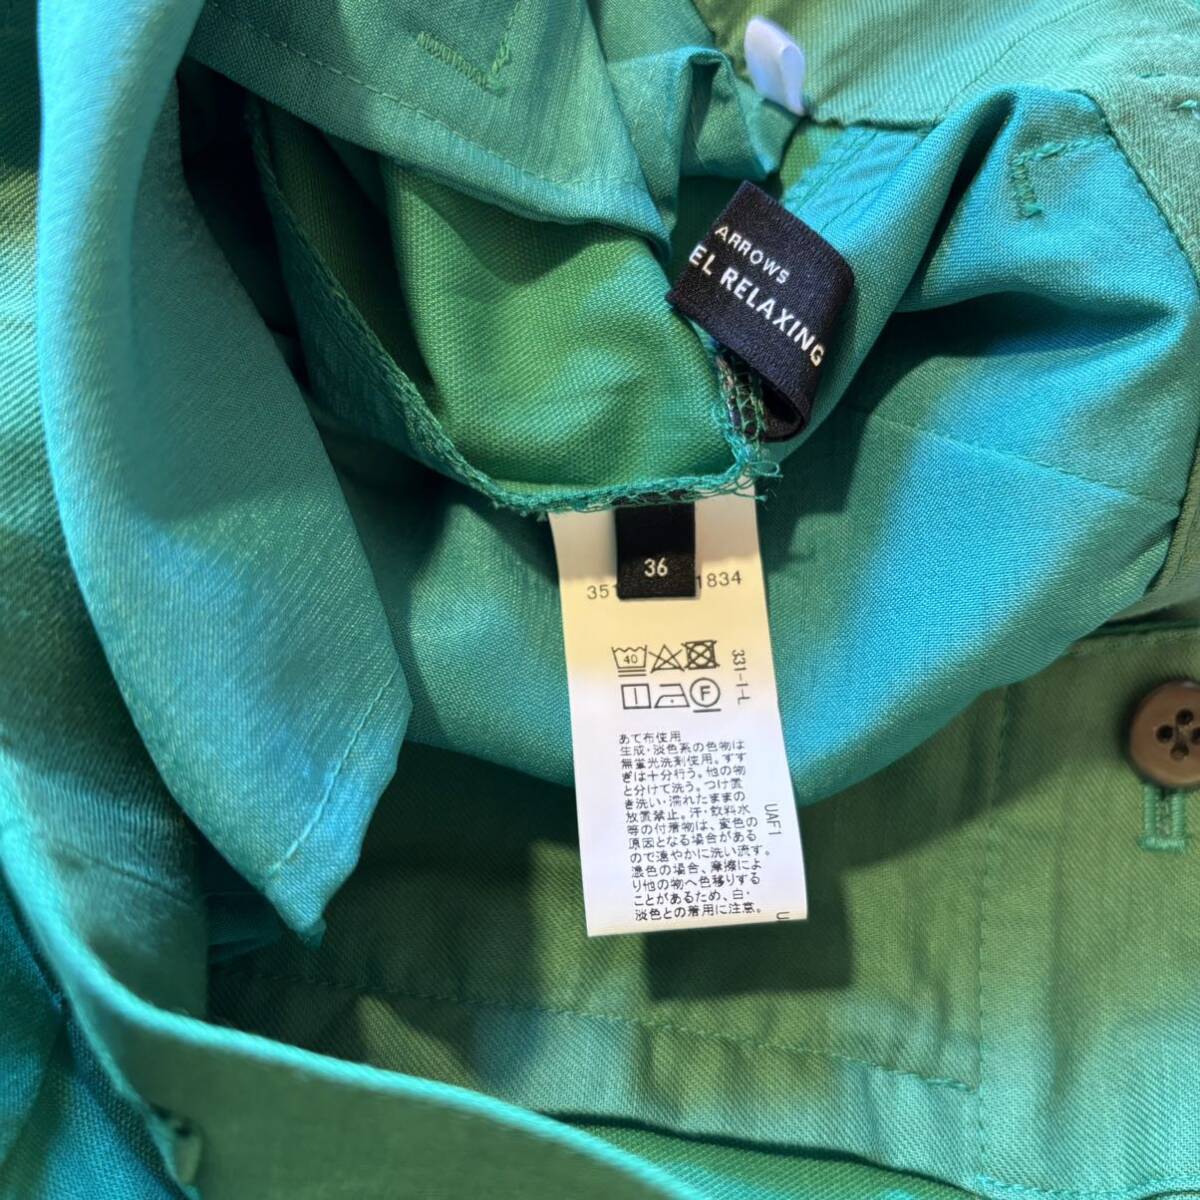 ARROWS
EL RELAXING
36
351 1834
40
F
331-1-L
あて布使用
生成・淡色系の色物は
無蛍光洗剤使用。すす
ぎは十分行う。他の物
と分けて洗う。つけ置
き洗い・濡れたままの
放置禁止。汗・飲料水
等の付着物は、変色の
原因となる場合がある
ので速やかに洗い流す。
濃色の場合、摩擦によ
り他の物へ色移りする
ことがあるため、白・
淡色との着用に注意。
UAF1
U